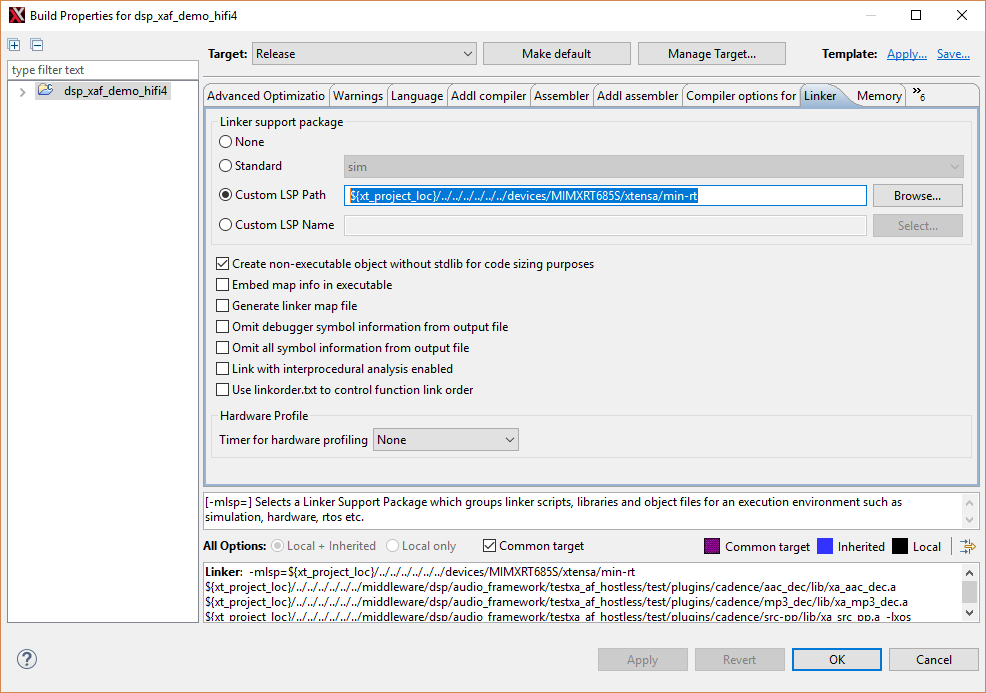 Build Properties for dsp_xaf_demo_hifi4
type filter text
dsp_xaf_demo_hifi4
Target: Release Make default Manage Target... Template: Apply... Save...
Advanced Optimizatio Warnings Language Addl compiler Assembler Addl assembler Compiler options for Linker Memory »6
Linker support package
None
Standard sim
Custom LSP Path ${xt_project_loc}/../../../../../../devices/MIMXRT685S/xtensa/min-rt Browse...
Custom LSP Name Select...
Create non-executable object without stdlib for code sizing purposes
Embed map info in executable
Generate linker map file
Omit debugger symbol information from output file
Omit all symbol information from output file
Link with interprocedural analysis enabled
Use linkorder.txt to control function link order
Hardware Profile
Timer for hardware profiling None
[-mlsp=] Selects a Linker Support Package which groups linker scripts, libraries and object files for an execution environment such as
simulation, hardware, rtos etc.
All Options: Local + Inherited Local only Common target Common target Inherited Local
Linker: -mlsp=${xt_project_loc}/../../../../../../devices/MIMXRT685S/xtensa/min-rt
${xt_project_loc}/../../../../../../middleware/dsp/audio_framework/testxa_af_hostless/test/plugins/cadence/aac_dec/lib/xa_aac_dec.a
${xt_project_loc}/../../../../../../middleware/dsp/audio_framework/testxa_af_hostless/test/plugins/cadence/mp3_dec/lib/xa_mp3_dec.a
${xt_project_loc}/../../../../../../middleware/dsp/audio_framework/testxa_af_hostless/test/plugins/cadence/src-pp/lib/xa_src_pp.a -lxos
? Apply Revert OK Cancel